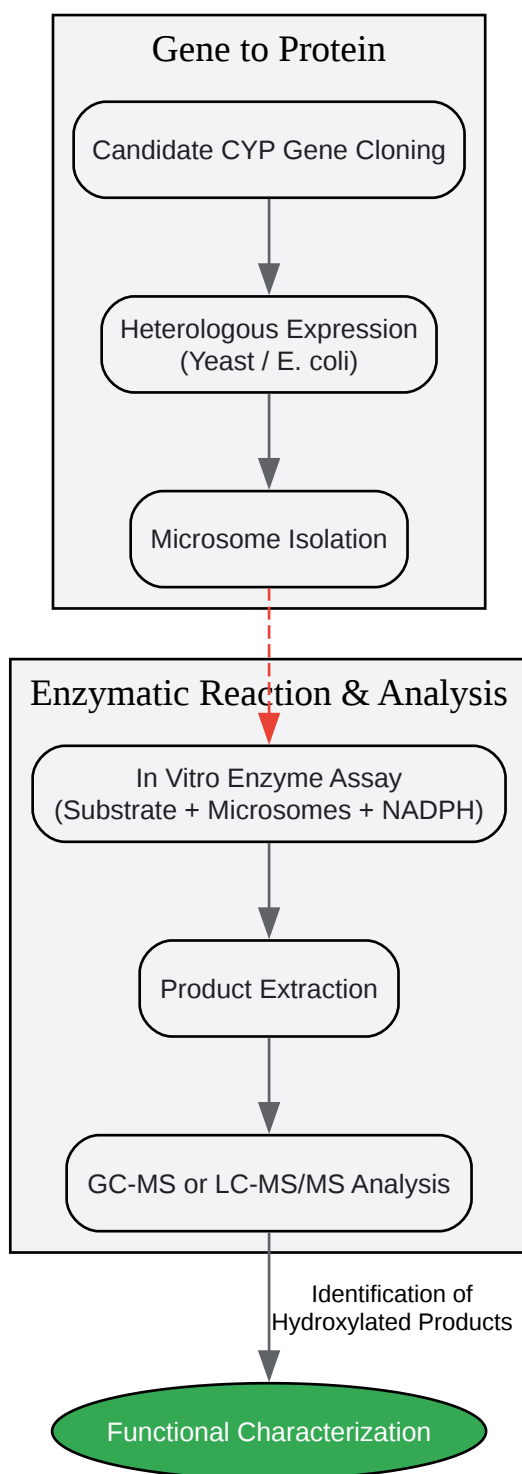 Gene to Protein
Candidate CYP Gene Cloning
Heterologous Expression
(Yeast / E. coli)
Microsome Isolation
Enzymatic Reaction & Analysis
In Vitro Enzyme Assay
(Substrate + Microsomes + NADPH)
Product Extraction
GC-MS or LC-MS/MS Analysis
Identification of
Hydroxylated Products
Functional Characterization